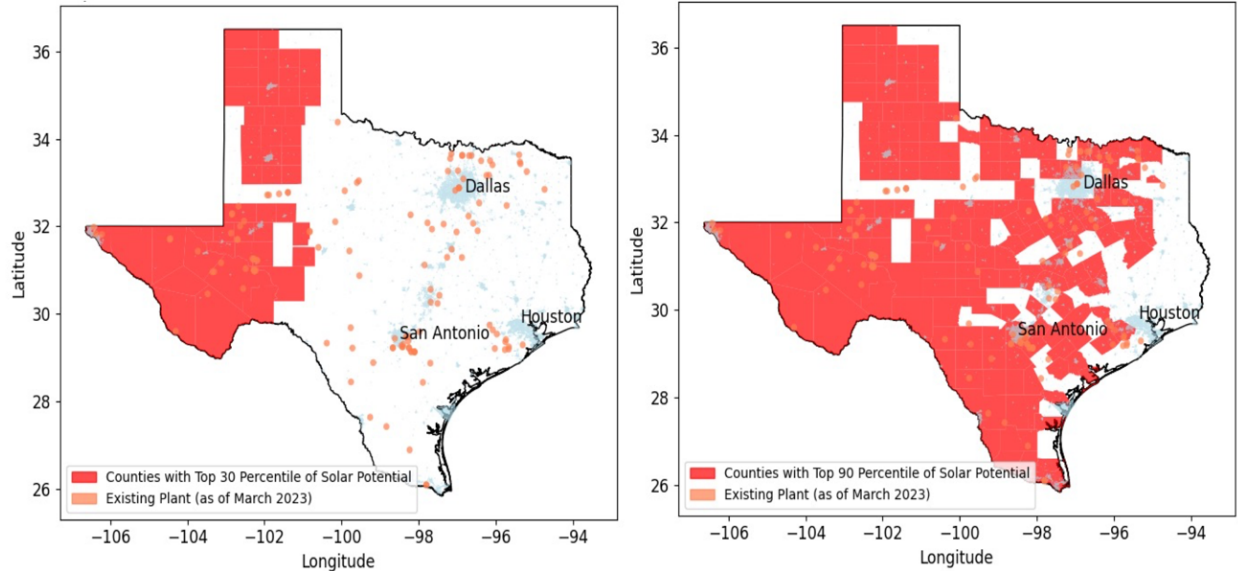 36
34
32
30
28
26
Latitude
Dallas
Houston
San Antonio
Counties with Top 30 Percentile of Solar Potential
Existing Plant (as of March 2023)
−106 −104 −102 −100 −98 −96 −94
Longitude
36
34
32
30
28
26
Latitude
Dallas
Houston
San Antonio
Counties with Top 90 Percentile of Solar Potential
Existing Plant (as of March 2023)
−106 −104 −102 −100 −98 −96 −94
Longitude